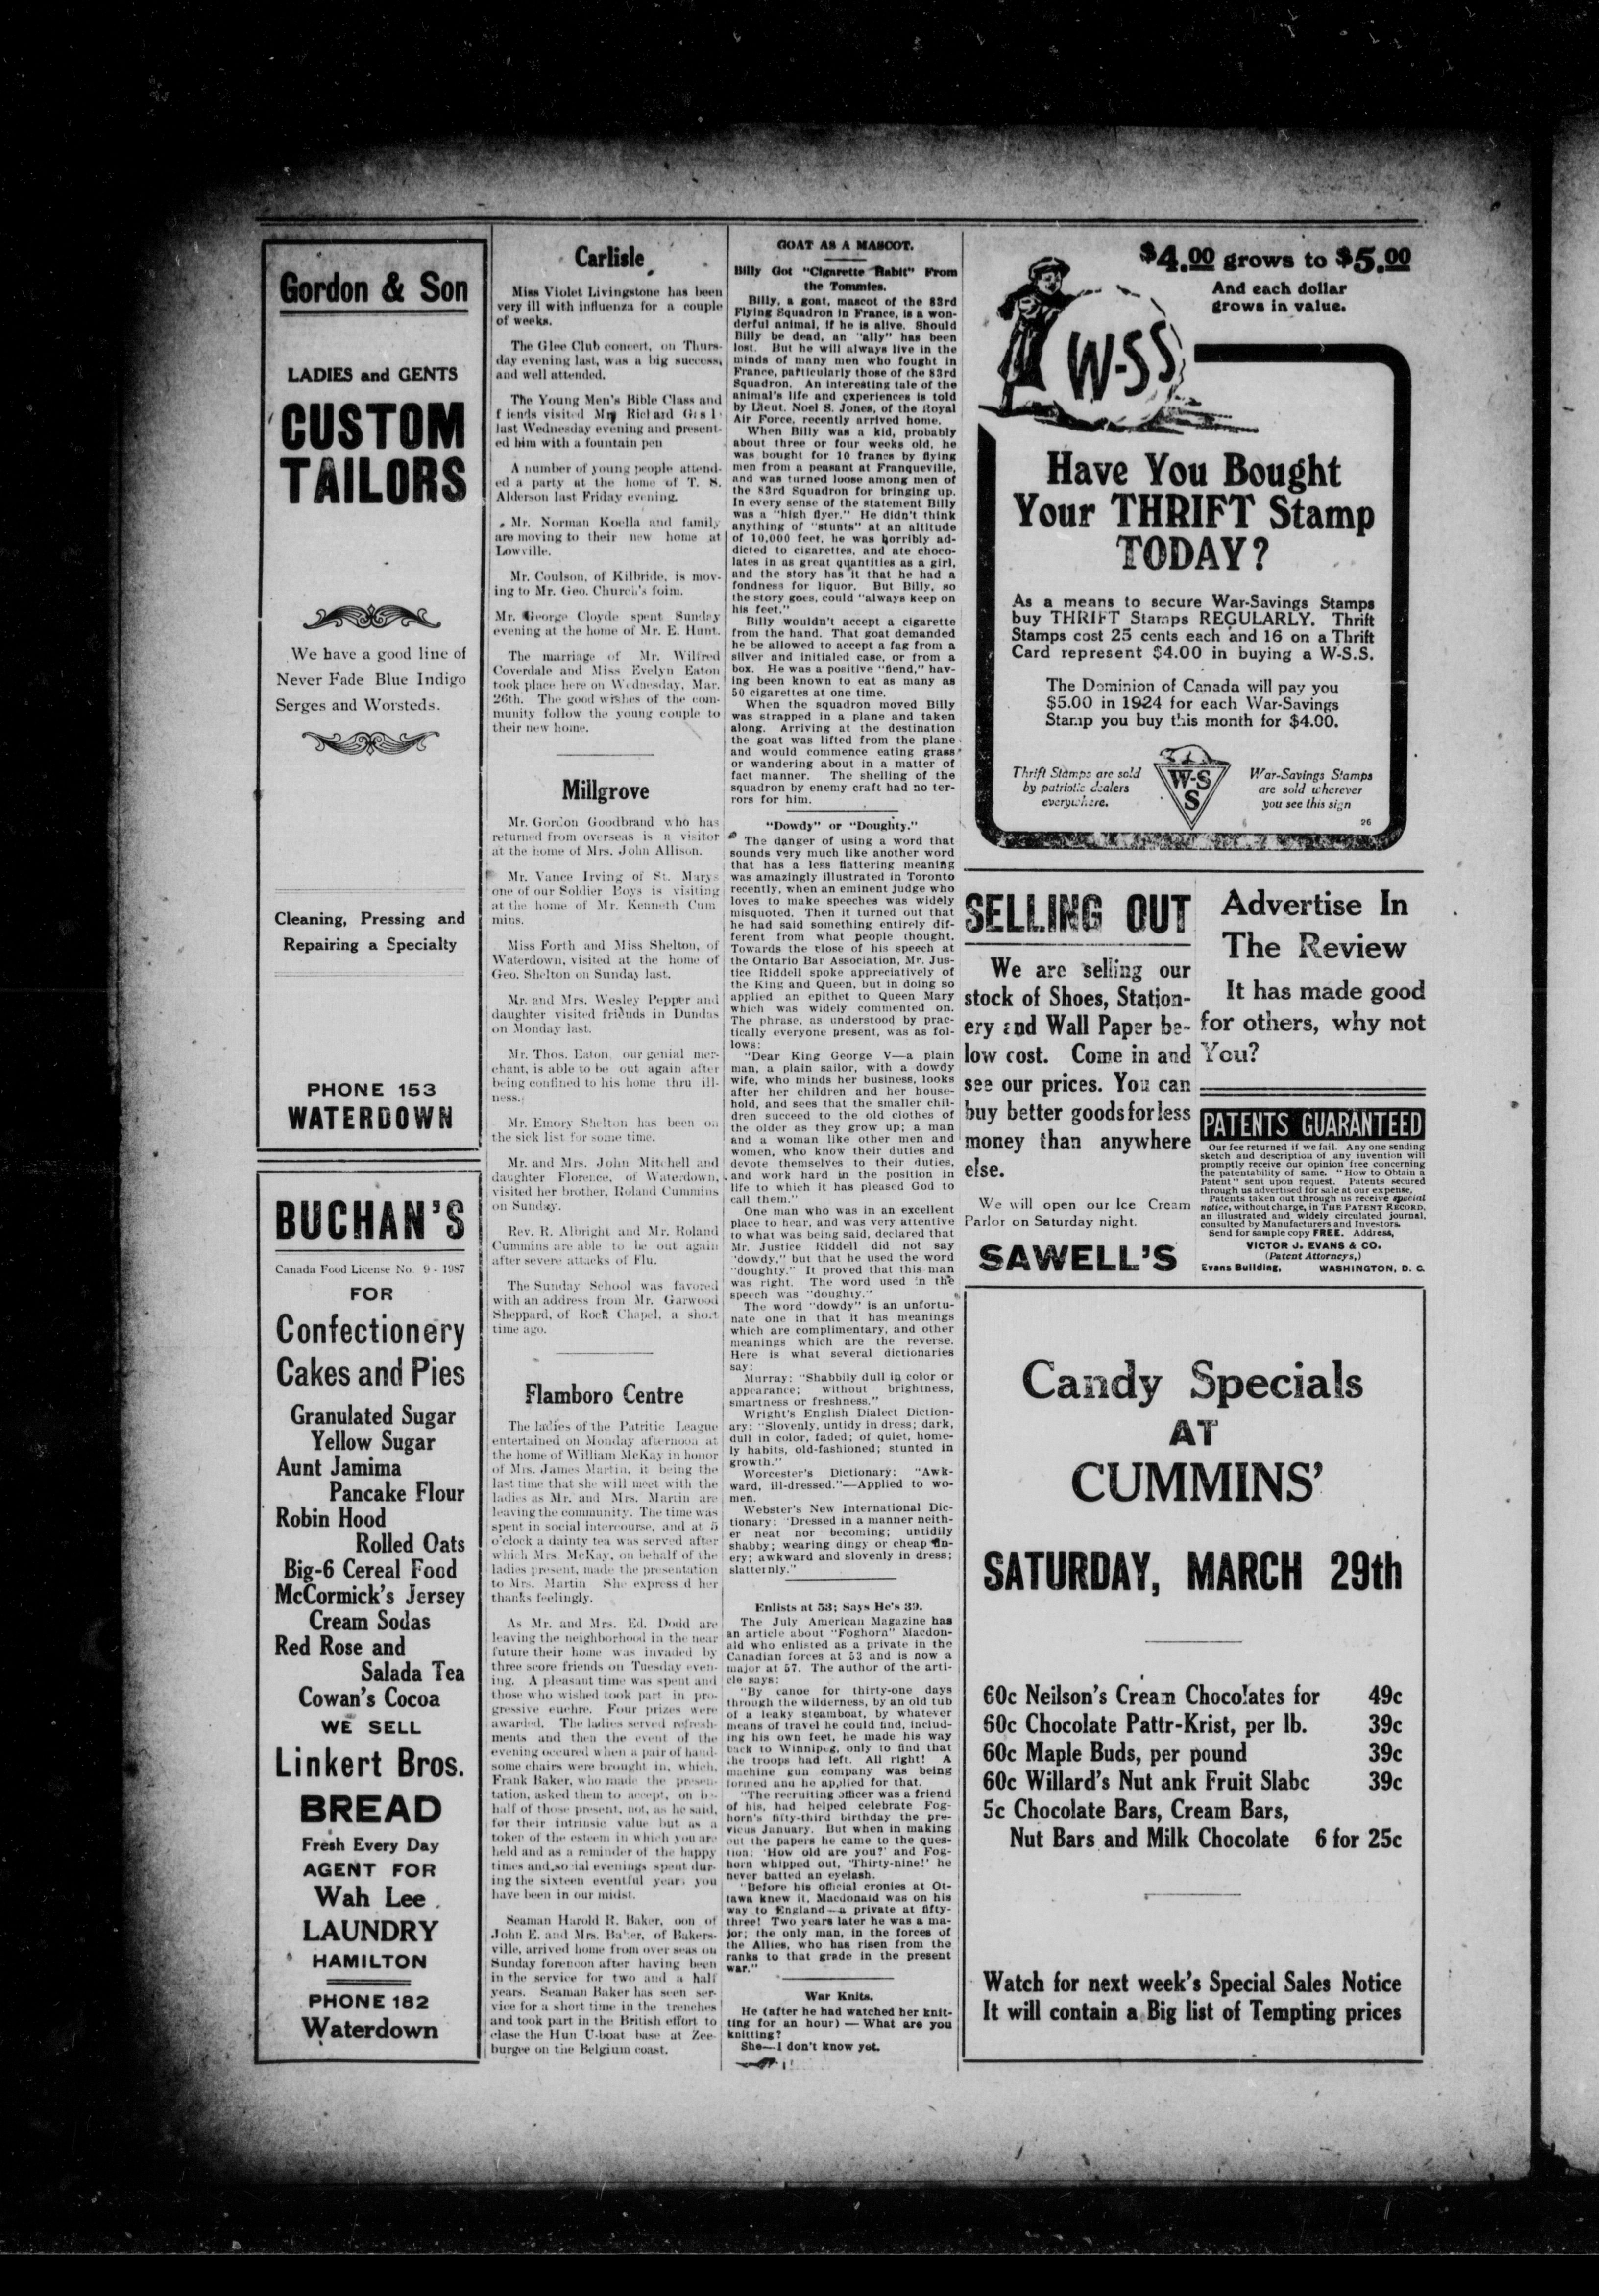 Gordon & Son
LADIES and GENTS
CUSTOM
TAILORS
We have a good line of
Never Fade Blue Indigo
Serges and Worsteds.
Cleaning, Pressing and
Repairing a Specialty
PHONE 153
WATERDOWN
BUCHAN'S
Canada Food License No. 9 - 1987
FOR
Confectionery
Cakes and Pies
Granulated Sugar
Yellow Sugar
Aunt Jamima
Pancake Flour
Robin Hood
Rolled Oats
Big-6 Cereal Food
McCormick's Jersey
Cream Sodas
Red Rose and
Salada Tea
Cowan's Cocoa
WE SELL
Linkert Bros.
BREAD
Fresh Every Day
AGENT FOR
Wah Lee
LAUNDRY
HAMILTON
PHONE 182
Waterdown
Carlisle
Miss Violet Livingstone has been
very ill with influenza for a couple
of weeks.
The Glee Club concert, on Thurs-
day evening last, was a big success,
and well attended.
The Young Men's Bible Class and
f iends visited Mr Richard
last Wednesday evening and present-
ed him with a fountain pen
A number of young people attend-
ed a party at the home of T. S.
Alderson last Friday evening.
Mr. Norman Koella and family
are moving to their new home at
Lowville.
Mr. Coulson, of Kilbride, is mov-
ing to Mr. Geo. Church's foim.
Mr. George Cloyde spent Sunday
evening at the home of Mr. E. Hunt.
The marriage of Mr. Wilfred
Coverdale and Miss Evelyn Eaton
took place here on Wednesday, Mar.
26th. The good wishes of the com-
munity follow the young couple to
their new home.
Millgrove
Mr. Gordon Goodbrand who has
returned from overseas is a visitor
at the home of Mrs. John Allison.
Mr. Vance Irving of St. Marys
one of our Soldier Boys is visiting
at the home of Mr. Kenneth Cum
mins.
Miss Forth and Miss Shelton, of
Waterdown, visited at the home of
Geo. Shelton on Sunday last.
Mr. and Mrs. Wesley Pepper and
daughter visited friends in Dundas
on Monday last.
Mr. Thos. Eaton, our genial mer-
chant, is able to be out again after
being confined to his home thru ill-
ness.
Mr. Emory Shelton has been on
the sick list for some time.
Mr. and Mrs. John Mitchell and
daughter Florence, of Waterdown,
visited her brother, Roland Cummins
on Sunday.
Rev. R. Albright and Mr. Roland
Cummins are able to be out again
after severe attacks of Flu.
The Sunday School was favored
with an address from Mr. Garwood
Sheppard, of Rock Chapel, a short
time ago.
Flamboro Centre
The ladies of the Patritic League
entertained on Monday afternoon at
the home of William McKay in honor
of Mrs. James Martin, it being the
last time that she will meet with the
ladies as Mr. and Mrs. Martin are
leaving the community. The time was
spent in social intercourse, and at 5
o'clock a dainty tea was served after
which Mrs. McKay, on behalf of the
ladies present, made the presentation
to Mrs. Martin She express d her
thanks feelingly.
As Mr. and Mrs. Ed. Dodd are
leaving the neighborhood in the near
future their home was invaded by
three score friends on Tuesday even-
ing. A pleasant time was spent and
those who wished took part in pro-
gressive euchre. Four prizes were
awarded. The ladies served refresh-
ments and then the event of the
evening occured when a pair of hand-
some chairs were brought in, which,
Frank Baker, who made the presen-
tation, asked them to accept, on be-
half of those present, not, as he said,
for their intrinsic value but as a
token of the esteem in which you are
held and as a reminder of the happy
times and social evenings spent dur-
ing the sixteen eventful years you
have been in our midst.
Seaman Harold R. Baker, oon of
John E. and Mrs. Baker, of Bakers-
ville, arrived home from over seas on
Sunday forenoon after having been
in the service for two and a half
years. Seaman Baker has seen ser-
vice for a short time in the trenches
and took part in the British effort to
close the Hun U-boat base at Zee-
burgee on the Belgium coast.
GOAT AS A MASCOT.
Billy Got "Cigarette Habit" From
the Tommies.
Billy, a goat, mascot of the 83rd
Flying Squadron in France, is a won-
derful animal, if he is alive. Should
Billy be dead, an "ally" has been
lost. But he will always live in the
minds of many men who fought in
France, particularly those of the 83rd
Squadron. An interesting tale of the
animal's life and experiences is told
by Lieut. Noel S. Jones, of the Royal
Air Force, recently arrived home.
When Billy was a kid, probably
about three or four weeks old, he
was bought for 10 francs by flying
men from a peasant at Franqueville,
and was turned loose among men of
the 83rd Squadron for bringing up.
In every sense of the statement Billy
was a "high flyer." He didn't think
anything of "stunts" at an altitude
of 10,000 feet, he was horribly ad-
dicted to cigarettes, and ate choco-
lates in as great quantities as a girl,
and the story has it that he had a
fondness for liquor. But Billy, so
the story goes, could "always keep on
his feet."
Billy wouldn't accept a cigarette
from the hand. That goat demanded
he be allowed to accept a fag from a
silver and initialed case, or from a
box. He was a positive "fiend," hav-
ing been known to eat as many as
50 cigarettes at one time.
When the squadron moved Billy
was strapped in a plane and taken
along. Arriving at the destination
the goat was lifted from the plane
and would commence eating grass
or wandering about in a matter of
fact manner. The shelling of the
squadron by enemy craft had no ter-
rors for him.
"Dowdy" or "Doughty."
The danger of using a word that
sounds very much like another word
that has a less flattering meaning
was amazingly illustrated in Toronto
recently, when an eminent judge who
loves to make speeches was widely
misquoted. Then it turned out that
he had said something entirely dif-
ferent from what people thought.
Towards the close of his speech at
the Ontario Bar Association, Mr. Jus-
tice Riddell spoke appreciatively of
the King and Queen, but in doing so
applied an epithet to Queen Mary
which was widely commented on.
The phrase, as understood by prac-
tically everyone present, was as fol-
lows:
"Dear King George V—a plain
man, a plain sailor, with a dowdy
wife, who minds her business, looks
after her children and her house-
hold, and sees that the smaller chil-
dren succeed to the old clothes of
the older as they grow up; a man
and a woman like other men and
women, who know their duties and
devote themselves to their duties,
and work hard in the position in
life to which it has pleased God to
call them."
One man who was in an excellent
place to hear, and was very attentive
to what was being said, declared that
Mr. Justice Riddell did not say
"dowdy," but that he used the word
"doughty." It proved that this man
was right. The word used in the
speech was "doughty."
The word "dowdy" is an unfortu-
nate one in that it has meanings
which are complimentary, and other
meanings which are the reverse.
Here is what several dictionaries
say:
Murray: "Shabbily dull in color or
appearance; without brightness,
smartness or freshness."
Wright's English Dialect Diction-
ary: "Slovenly, untidy in dress; dark,
dull in color, faded; of quiet, home-
ly habits, old-fashioned; stunted in
growth."
Worcester's Dictionary: "Awk-
ward, ill-dressed."—Applied to wo-
men.
Webster's New International Dic-
tionary: "Dressed in a manner neith-
er neat nor becoming; untidily
shabby; wearing dingy or cheap fin-
ery; awkward and slovenly in dress;
slatternly."
Enlists at 53; Says He's 39.
The July American Magazine has
an article about "Foghorn" Macdon-
ald who enlisted as a private in the
Canadian forces at 53 and is now a
major at 57. The author of the arti-
cle says:
"By canoe for thirty-one days
through the wilderness, by an old tub
of a leaky steamboat, by whatever
means of travel he could find, includ-
ing his own feet, he made his way
back to Winnipeg, only to find that
the troops had left. All right! A
machine gun company was being
formed and he applied for that.
"The recruiting officer was a friend
of his, had helped celebrate Fog-
horn's fifty-third birthday the pre-
vious January. But when in making
out the papers he came to the ques-
tion: 'How old are you?' and Fog-
horn whipped out, 'Thirty-nine!' he
never batted an eyelash.
"Before his official cronies at Ot-
tawa knew it, Macdonald was on his
way to England—a private at fifty-
three! Two years later he was a ma-
jor; the only man, in the forces of
the Allies, who has risen from the
ranks to that grade in the present
war."
War Knits.
He (after he had watched her knit-
ting for an hour) — What are you
knitting?
She—I don't know yet.
$4.00 grows to $5.00
And each dollar
grows in value.
W-SS
Have You Bought
Your THRIFT Stamp
TODAY?
As a means to secure War-Savings Stamps
buy THRIFT Stamps REGULARLY. Thrift
Stamps cost 25 cents each and 16 on a Thrift
Card represent $4.00 in buying a W-S.S.
The Dominion of Canada will pay you
$5.00 in 1924 for each War-Savings
Stamp you buy this month for $4.00.
Thrift Stamps are sold
by patriotic dealers
everywhere.
W-S
S
War-Savings Stamps
are sold wherever
you see this sign
26
SELLING OUT
We are selling our
stock of Shoes, Station-
ery and Wall Paper be-
low cost. Come in and
see our prices. You can
buy better goods for less
money than anywhere
else.
We will open our Ice Cream
Parlor on Saturday night.
SAWELL'S
Advertise In
The Review
It has made good
for others, why not
You?
PATENTS GUARANTEED
Our fee returned if we fail. Any one sending
sketch and description of any invention will
promptly receive our opinion free concerning
the patentability of same. "How to Obtain a
Patent" sent upon request. Patents secured
through us advertised for sale at our expense.
Patents taken out through us receive special
notice, without charge, in THE PATENT RECORD,
an illustrated and widely circulated journal,
consulted by Manufacturers and Investors.
Send for sample copy FREE. Address,
VICTOR J. EVANS & CO.
(Patent Attorneys,)
Evans Building, WASHINGTON, D. C.
Candy Specials
AT
CUMMINS'
SATURDAY, MARCH 29th
60c Neilson's Cream Chocolates for 49c
60c Chocolate Pattr-Krist, per lb. 39c
60c Maple Buds, per pound 39c
60c Willard's Nut ank Fruit Slabc 39c
5c Chocolate Bars, Cream Bars,
Nut Bars and Milk Chocolate 6 for 25c
Watch for next week's Special Sales Notice
It will contain a Big list of Tempting prices